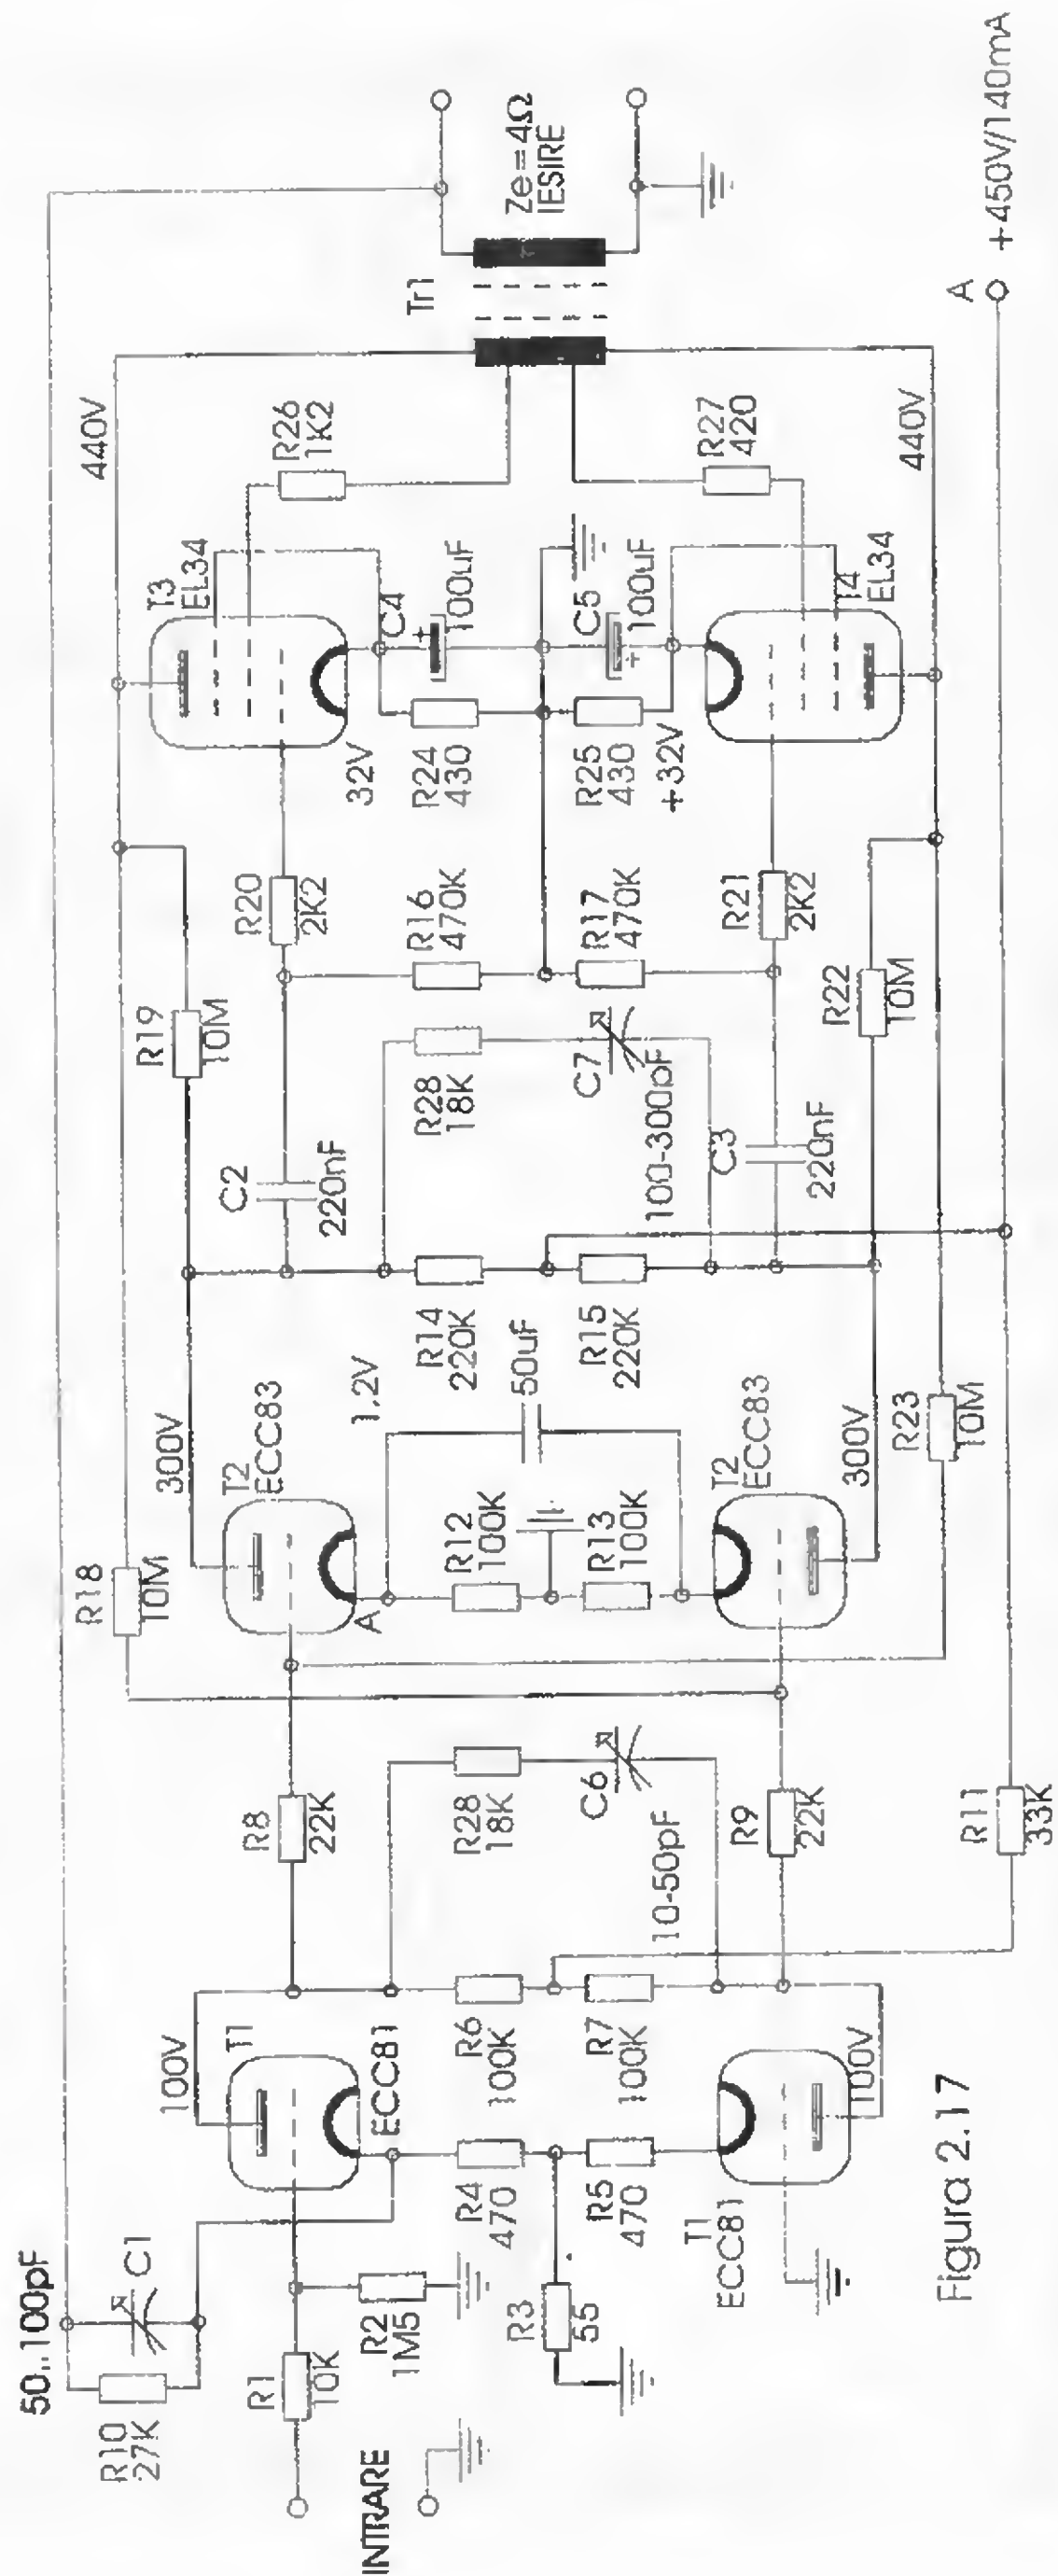 50..100pF
R10
27K
C1
INTRARE
R1
10K
R2
1M5
100V
T1
ECC81
R4
470
R3
55
R5
470
T1
ECC81
100V
R6
100K
R7
100K
R8
22K
R28
18K
C6
10-50pF
R9
22K
R11
33K
R18
10M
300V
T2
ECC83
A
1,2V
R12
100K
R13
100K
50uF
T2
ECC83
300V
R23
10M
R19
10M
C2
220nF
R14
220K
R15
220K
R28
18K
C7
100-300pF
C3
220nF
R22
10M
R20
2K2
R16
470K
R17
470K
R21
2K2
440V
T3
EL34
32V
R24
430
C4
+
100uF
R25
430
C5
+
100uF
+32V
T4
EL34
440V
R26
1K2
R27
420
Tr1
Ze=4Ω
IESIRE
A
+450V/140mA
Figura 2.17